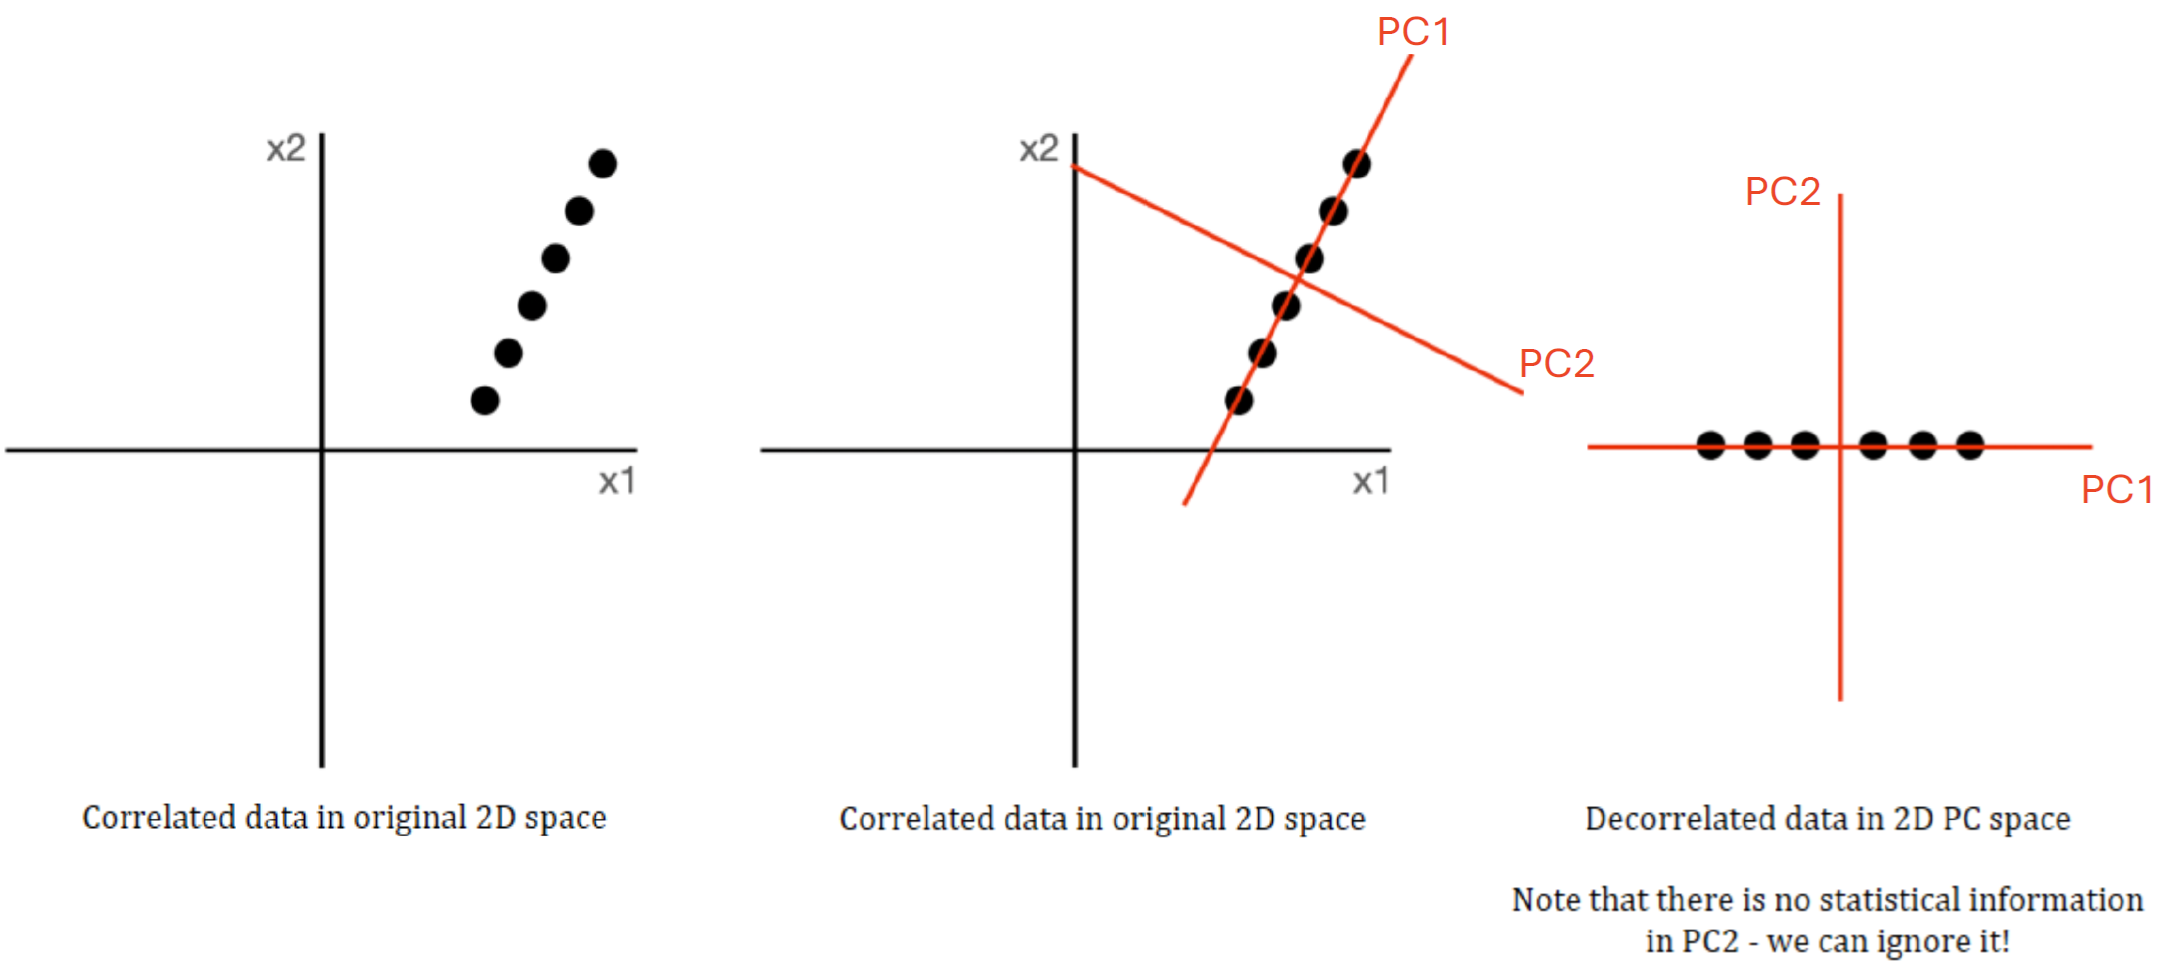 x2
x1
Correlated data in original 2D space
PC1
x2
PC2
x1
Correlated data in original 2D space
PC2
PC1
Decorrelated data in 2D PC space
Note that there is no statistical information
in PC2 - we can ignore it!